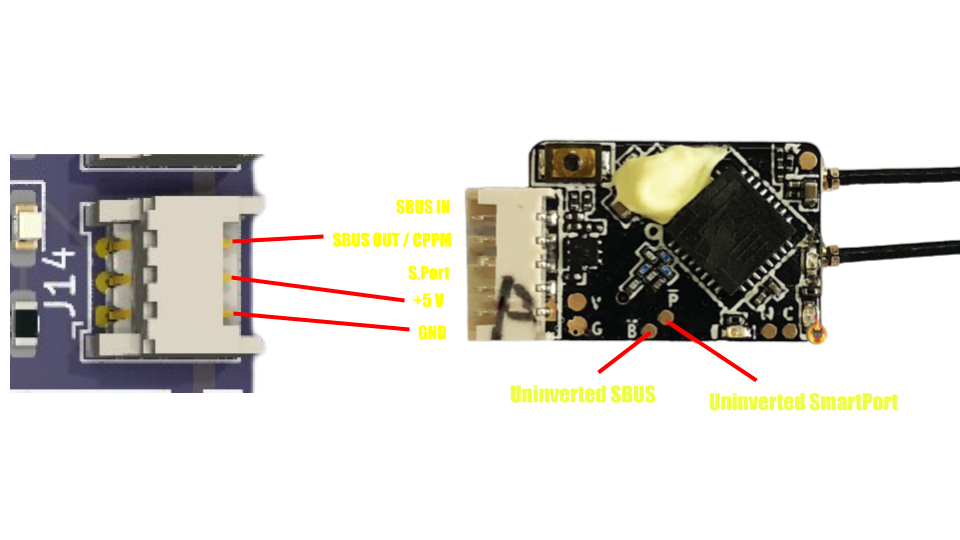 SBUS IN
SBUS OUT / CPPM
S.Port
+5 V
GND
J14
V
G
B
P
C
Uninverted SBUS
Uninverted SmartPort